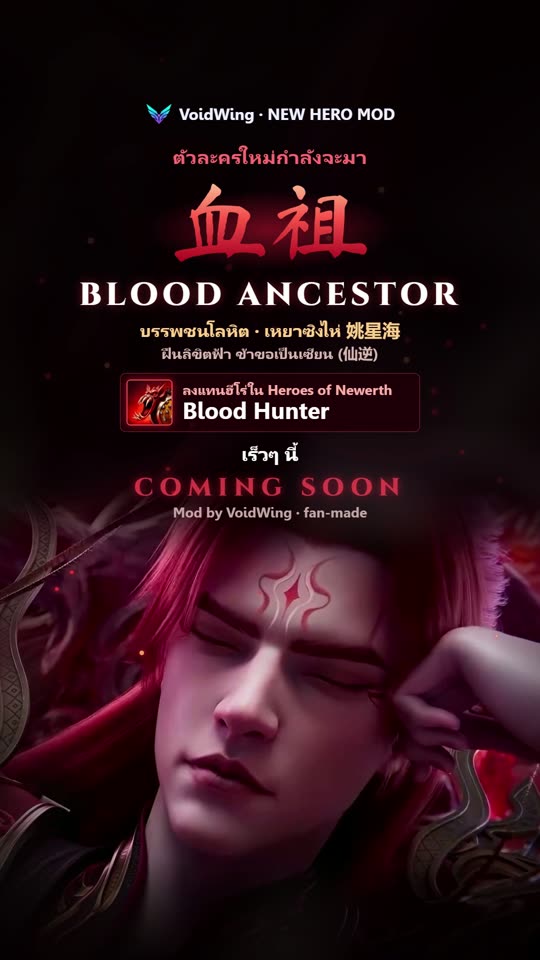 VoidWing · NEW HERO MOD
ตัวละครใหม่กำลังจะมา
血祖
BLOOD ANCESTOR
บรรพชนโลหิต · เหยาซิงไห่ 姚星海
ฝืนลิขิตฟ้า ข้าขอเป็นเซียน (仙逆)
ลงแทนฮีโร่ใน Heroes of Newerth
Blood Hunter
เร็วๆ นี้
COMING SOON
Mod by VoidWing · fan-made